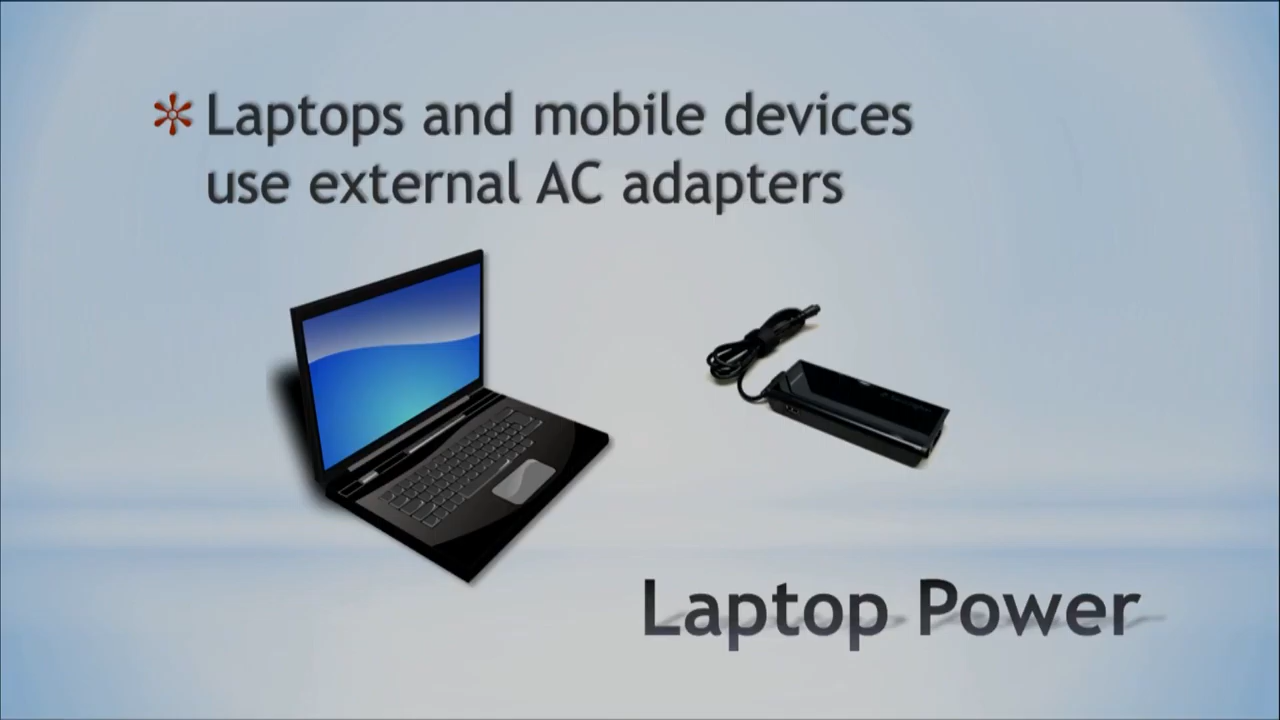 * Laptops and mobile devices
use external AC adapters
Laptop Power